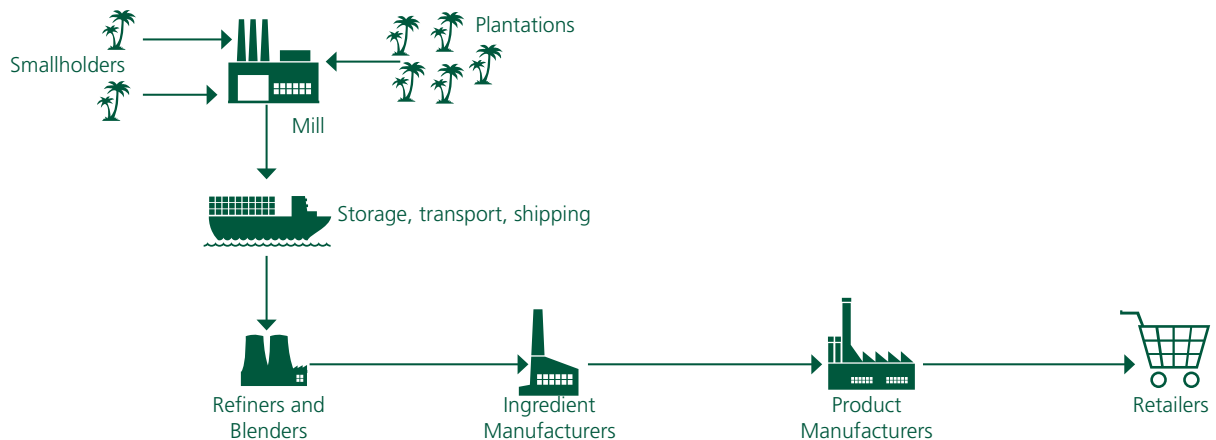 Plantations
Smallholders
Mill
Storage, transport, shipping
Refiners and
Blenders
Ingredient
Manufacturers
Product
Manufacturers
Retailers